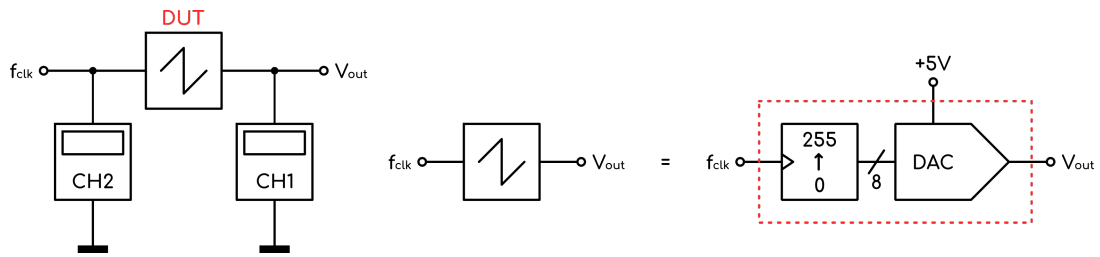 DUT
fclk
Vout
CH2
CH1
fclk
Vout
=
+5V
fclk
255
↑
0
8
DAC
Vout